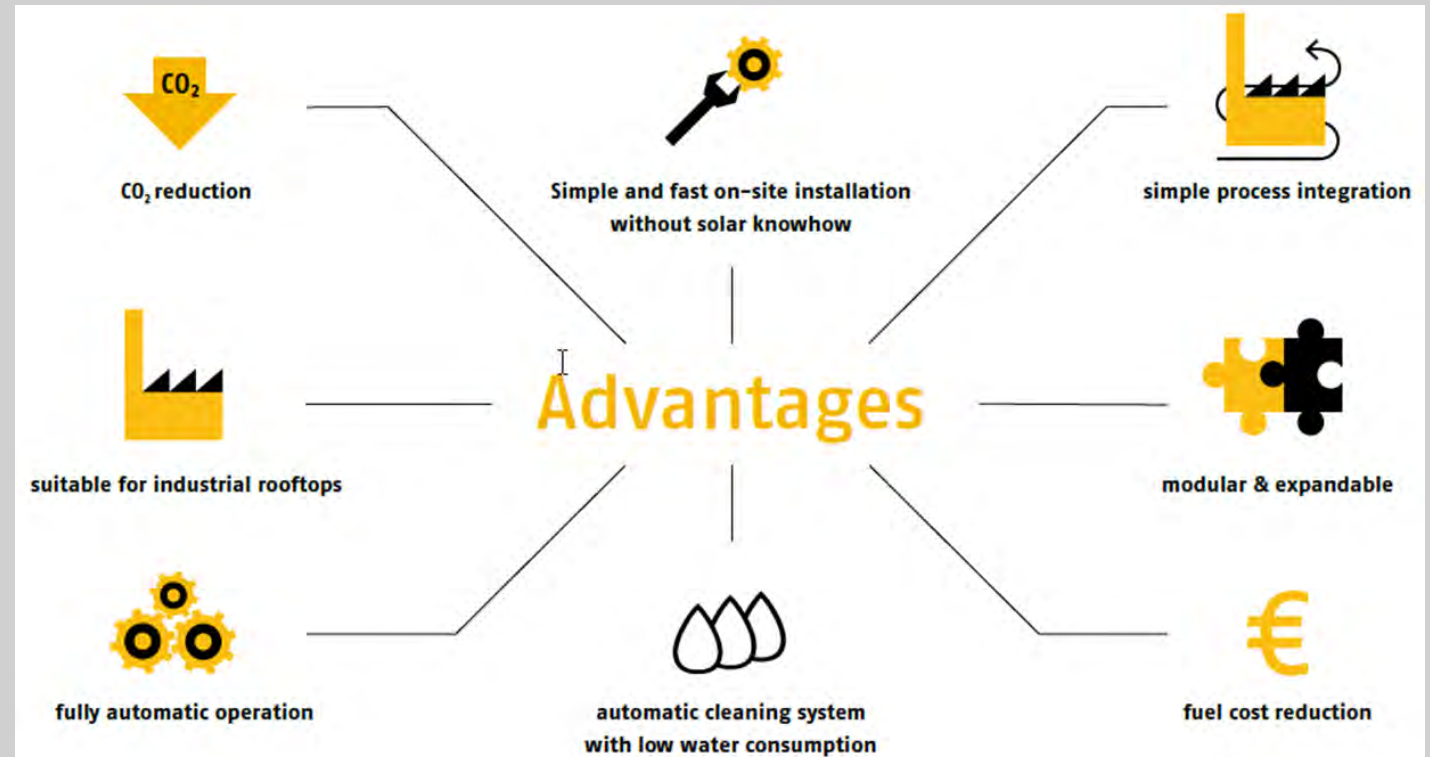 CO₂
CO₂ reduction
Simple and fast on-site installation
without solar knowhow
simple process integration
suitable for industrial rooftops
Advantages
modular & expandable
fully automatic operation
automatic cleaning system
with low water consumption
€
fuel cost reduction